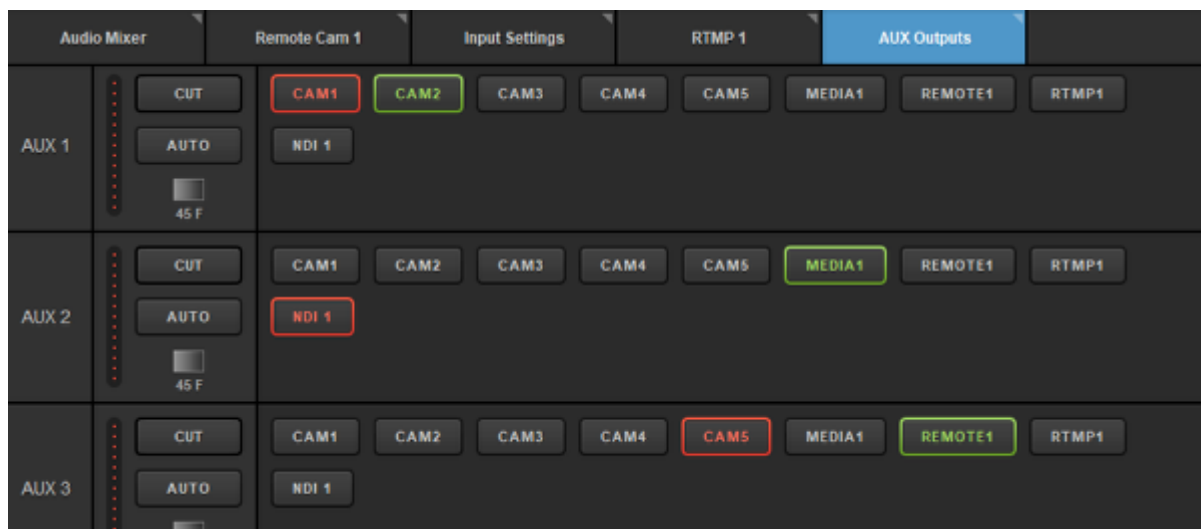 Audio Mixer Remote Cam 1 Input Settings RTMP 1 AUX Outputs
CUT CAM1 CAM2 CAM3 CAM4 CAM5 MEDIA1 REMOTE1 RTMP1
AUX 1 AUTO NDI 1
45 F
CUT CAM1 CAM2 CAM3 CAM4 CAM5 MEDIA1 REMOTE1 RTMP1
AUX 2 AUTO NDI 1
45 F
CUT CAM1 CAM2 CAM3 CAM4 CAM5 MEDIA1 REMOTE1 RTMP1
AUX 3 AUTO NDI 1